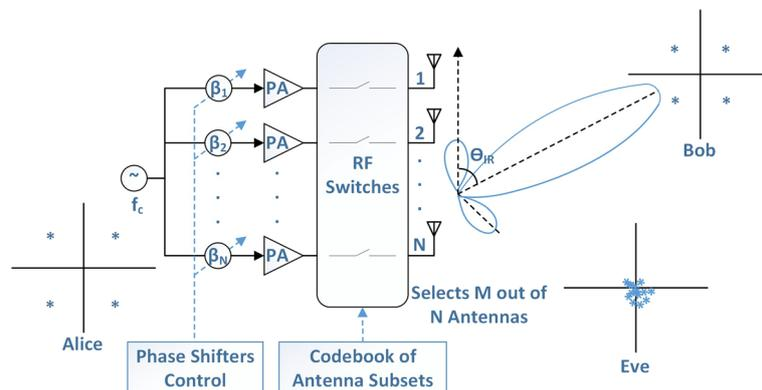 β1
PA
1
β2
PA
2
RF
Switches
~
fc
βN
PA
N
ϴIR
Bob
Alice
Selects M out of
N Antennas
Eve
Phase Shifters
Control
Codebook of
Antenna Subsets